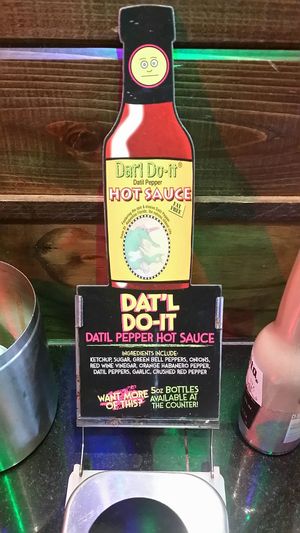 Dat'l Do-it®
Datil Pepper
HOT SAUCE
FAT
FREE
DAT'L
DO-IT
DATIL PEPPER HOT SAUCE
INGREDIENTS INCLUDE:
KETCHUP, SUGAR, GREEN BELL PEPPERS, ONIONS,
RED WINE VINEGAR, ORANGE HABANERO PEPPER,
DATIL PEPPERS, GARLIC, CRUSHED RED PEPPER
WANT MORE
OF THIS?
5oz BOTTLES
AVAILABLE AT
THE COUNTER!